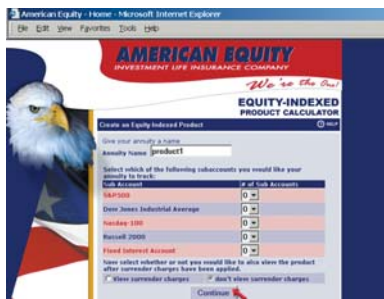 American Equity - Home - Microsoft Internet Explorer
File Edit View Favorites Tools Help
AMERICAN EQUITY
INVESTMENT LIFE INSURANCE COMPANY
We're the One!
EQUITY-INDEXED
PRODUCT CALCULATOR
Create an Equity Indexed Product HELP
Give your annuity a name
Annuity Name product1
Select which of the following subaccounts you would like your
annuity to track:
Sub Account # of Sub Accounts
S&P500 0
Dow Jones Industrial Average 0
Nasdaq-100 0
Russell 2000 0
Fixed Interest Account 0
Now select whether or not you would like to also view the product
after surrender charges have been applied.
View surrender charges don't view surrender charges
Continue